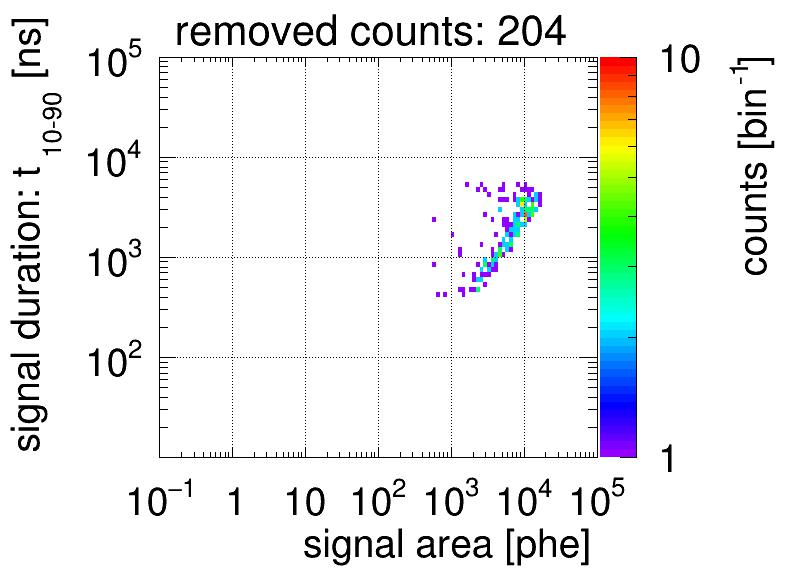 removed counts: 204
signal duration: t 10-90 [ns]
10^5
10^4
10^3
10^2
10^−1 1 10 10^2 10^3 10^4 10^5
signal area [phe]
10
1
counts [bin^-1]